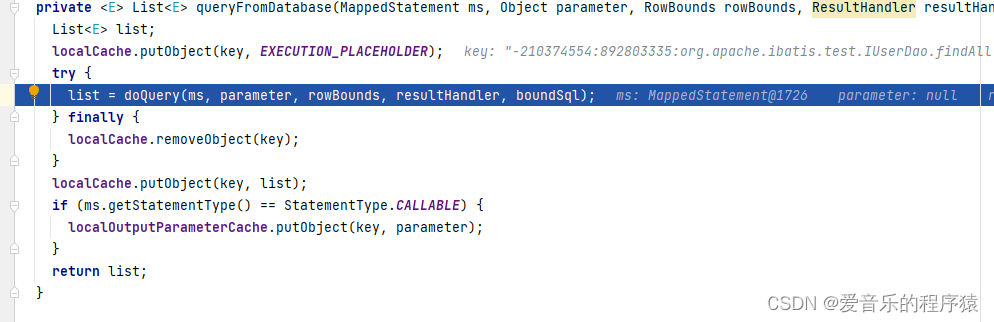 private <E> List<E> queryFromDatabase(MappedStatement ms, Object parameter, RowBounds rowBounds, ResultHandler resultHan
List<E> list;
localCache.putObject(key, EXECUTION_PLACEHOLDER); key: "-210374554:892803335:org.apache.ibatis.test.IUserDao.findAll
try {
list = doQuery(ms, parameter, rowBounds, resultHandler, boundSql); ms: MappedStatement@1726 parameter: null r
} finally {
localCache.removeObject(key);
}
localCache.putObject(key, list);
if (ms.getStatementType() == StatementType.CALLABLE) {
localOutputParameterCache.putObject(key, parameter);
}
return list;
}
CSDN @爱音乐的程序猿